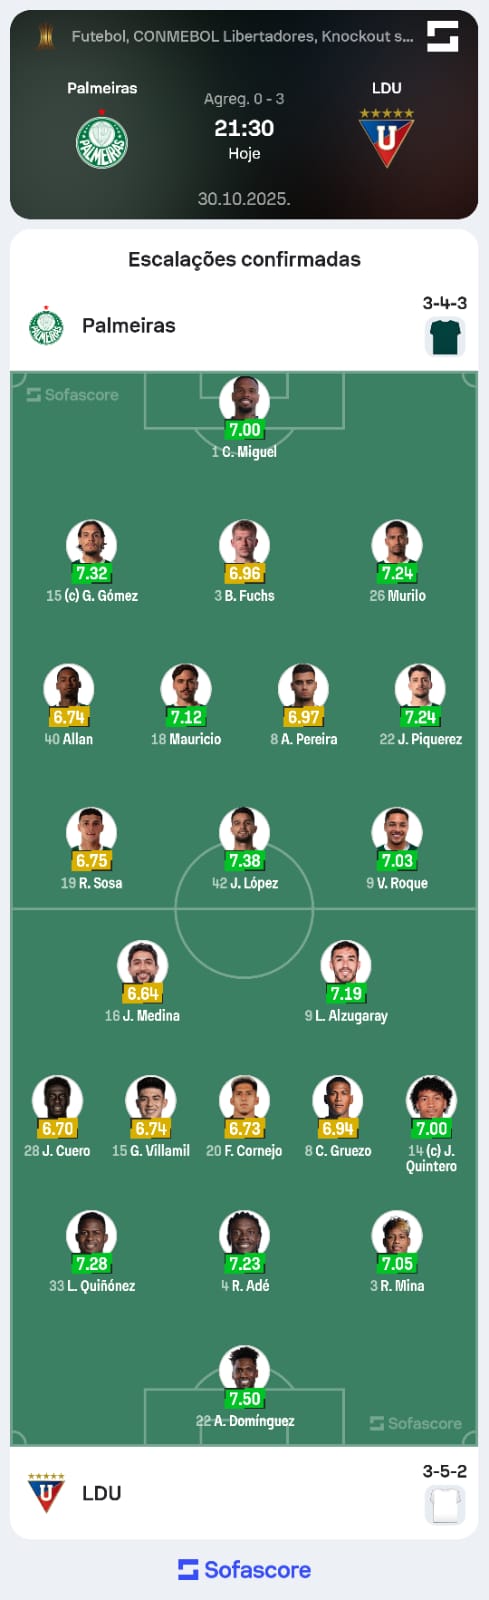 Futebol, CONMEBOL Libertadores, Knockout s...
Palmeiras
LDU
Agreg. 0 - 3
21:30
Hoje
PALMEIRAS
U
30.10.2025.
Escalações confirmadas
Palmeiras
3-4-3
Sofascore
7.00
1 C. Miguel
7.32 6.96 7.24
15 (c) G. Gómez 3 B. Fuchs 26 Murilo
6.74 7.12 6.97 7.24
40 Allan 18 Mauricio 8 A. Pereira 22 J. Piquerez
6.75 7.38 7.03
19 R. Sosa 42 J. López 9 V. Roque
6.64 7.19
16 J. Medina 9 L. Alzugaray
6.70 6.74 6.73 6.94 7.00
28 J. Cuero 15 G. Villamil 20 F. Cornejo 8 C. Gruezo 14 (c) J.
Quintero
7.28 7.23 7.05
33 L. Quiñónez 4 R. Adé 3 R. Mina
7.50
22 A. Domínguez
Sofascore
U
LDU
3-5-2
Sofascore